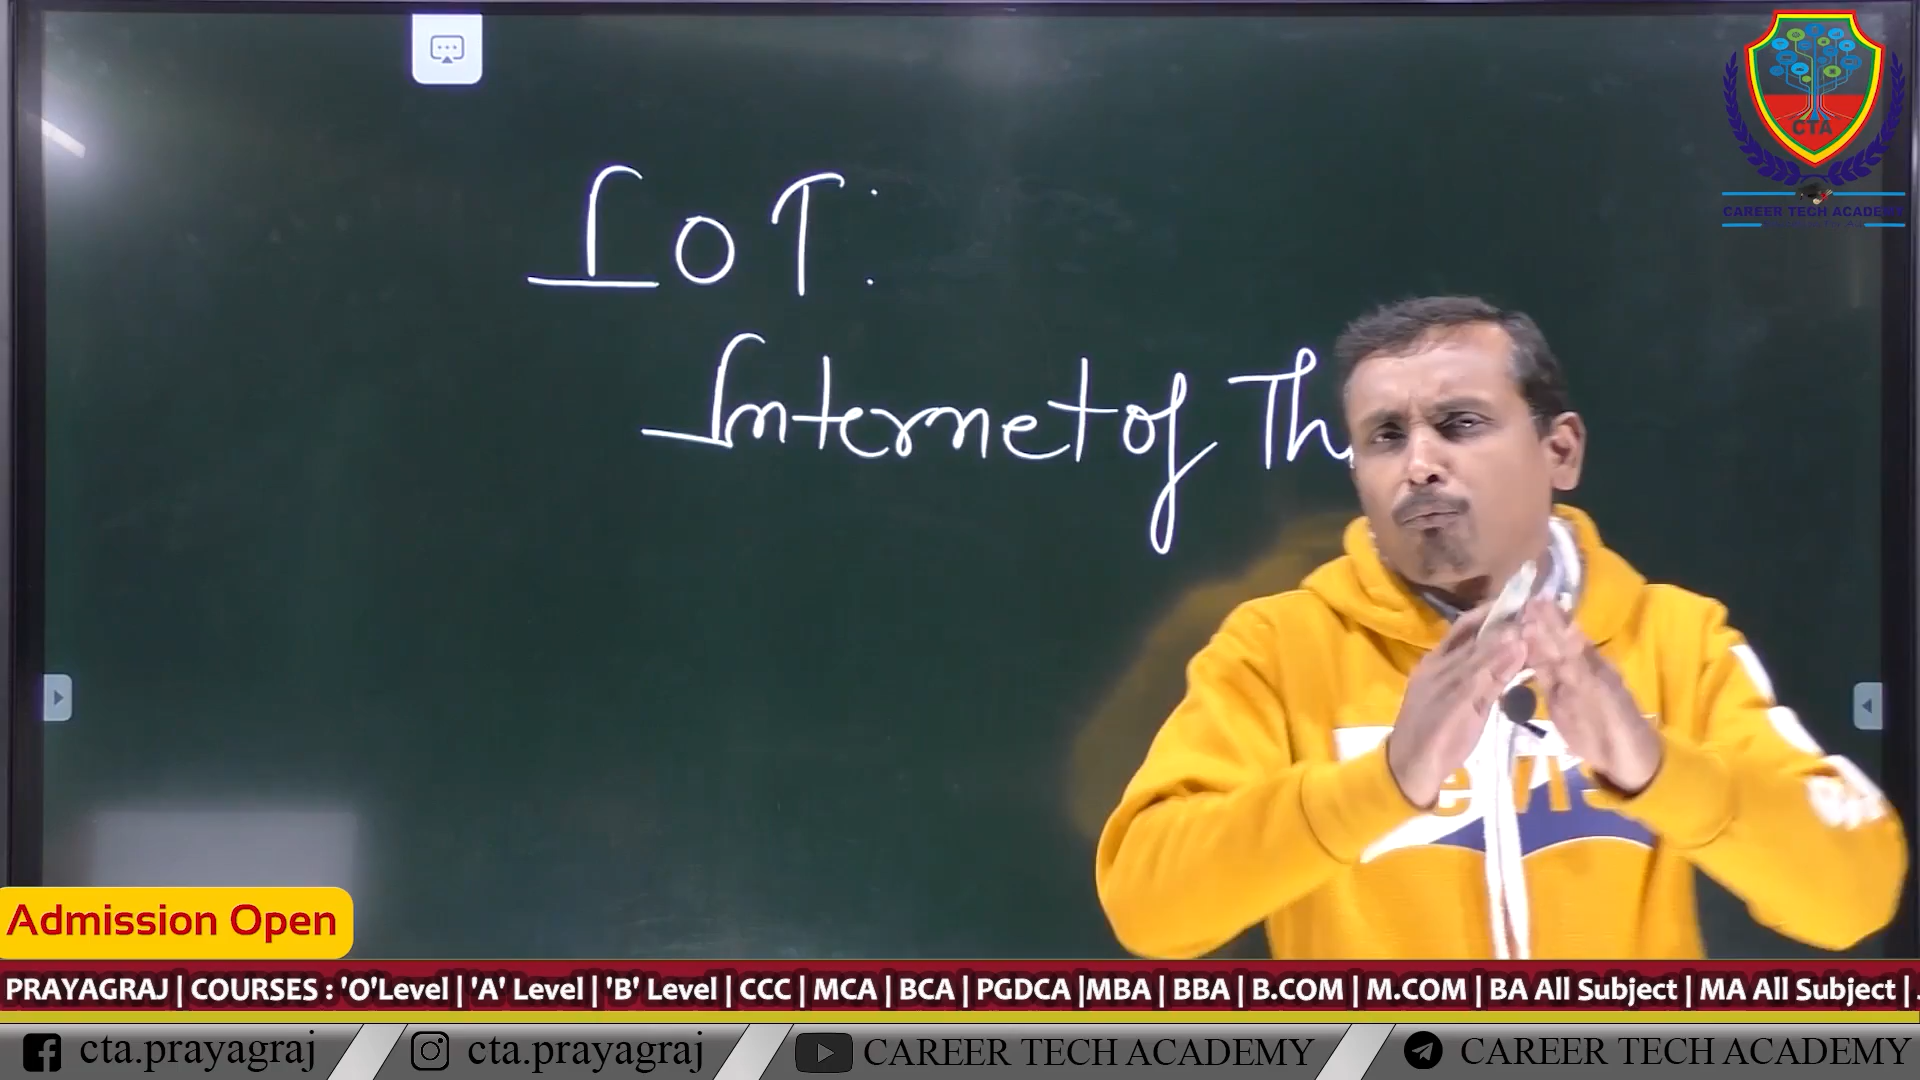 CTA
CAREER TECH ACADEMY
IoT:
Internet of Th
Admission Open
PRAYAGRAJ | COURSES : 'O'Level | 'A' Level | 'B' Level | CCC | MCA | BCA | PGDCA |MBA | BBA | B.COM | M.COM | BA All Subject | MA All Subject |
cta.prayagraj cta.prayagraj CAREER TECH ACADEMY CAREER TECH ACADEMY